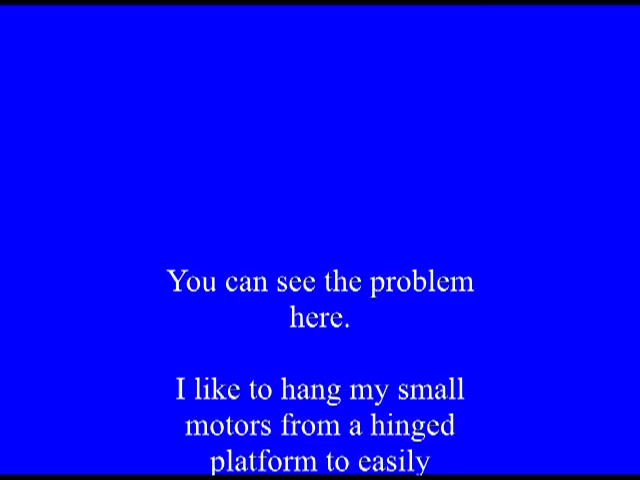 You can see the problem
here.
I like to hang my small
motors from a hinged
platform to easily